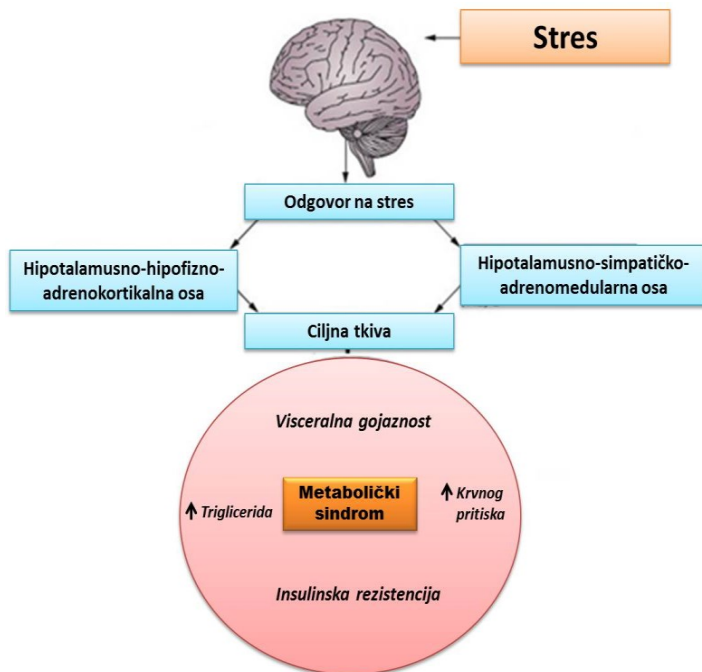 Stres
Odgovor na stres
Hipotalamusno-hipofizno-
adrenokortikalna osa
Hipotalamusno-simpatičko-
adrenomedularna osa
Ciljna tkiva
Visceralna gojaznost
↑ Triglicerida
Metabolički
sindrom
↑ Krvnog
pritiska
Insulinska rezistencija